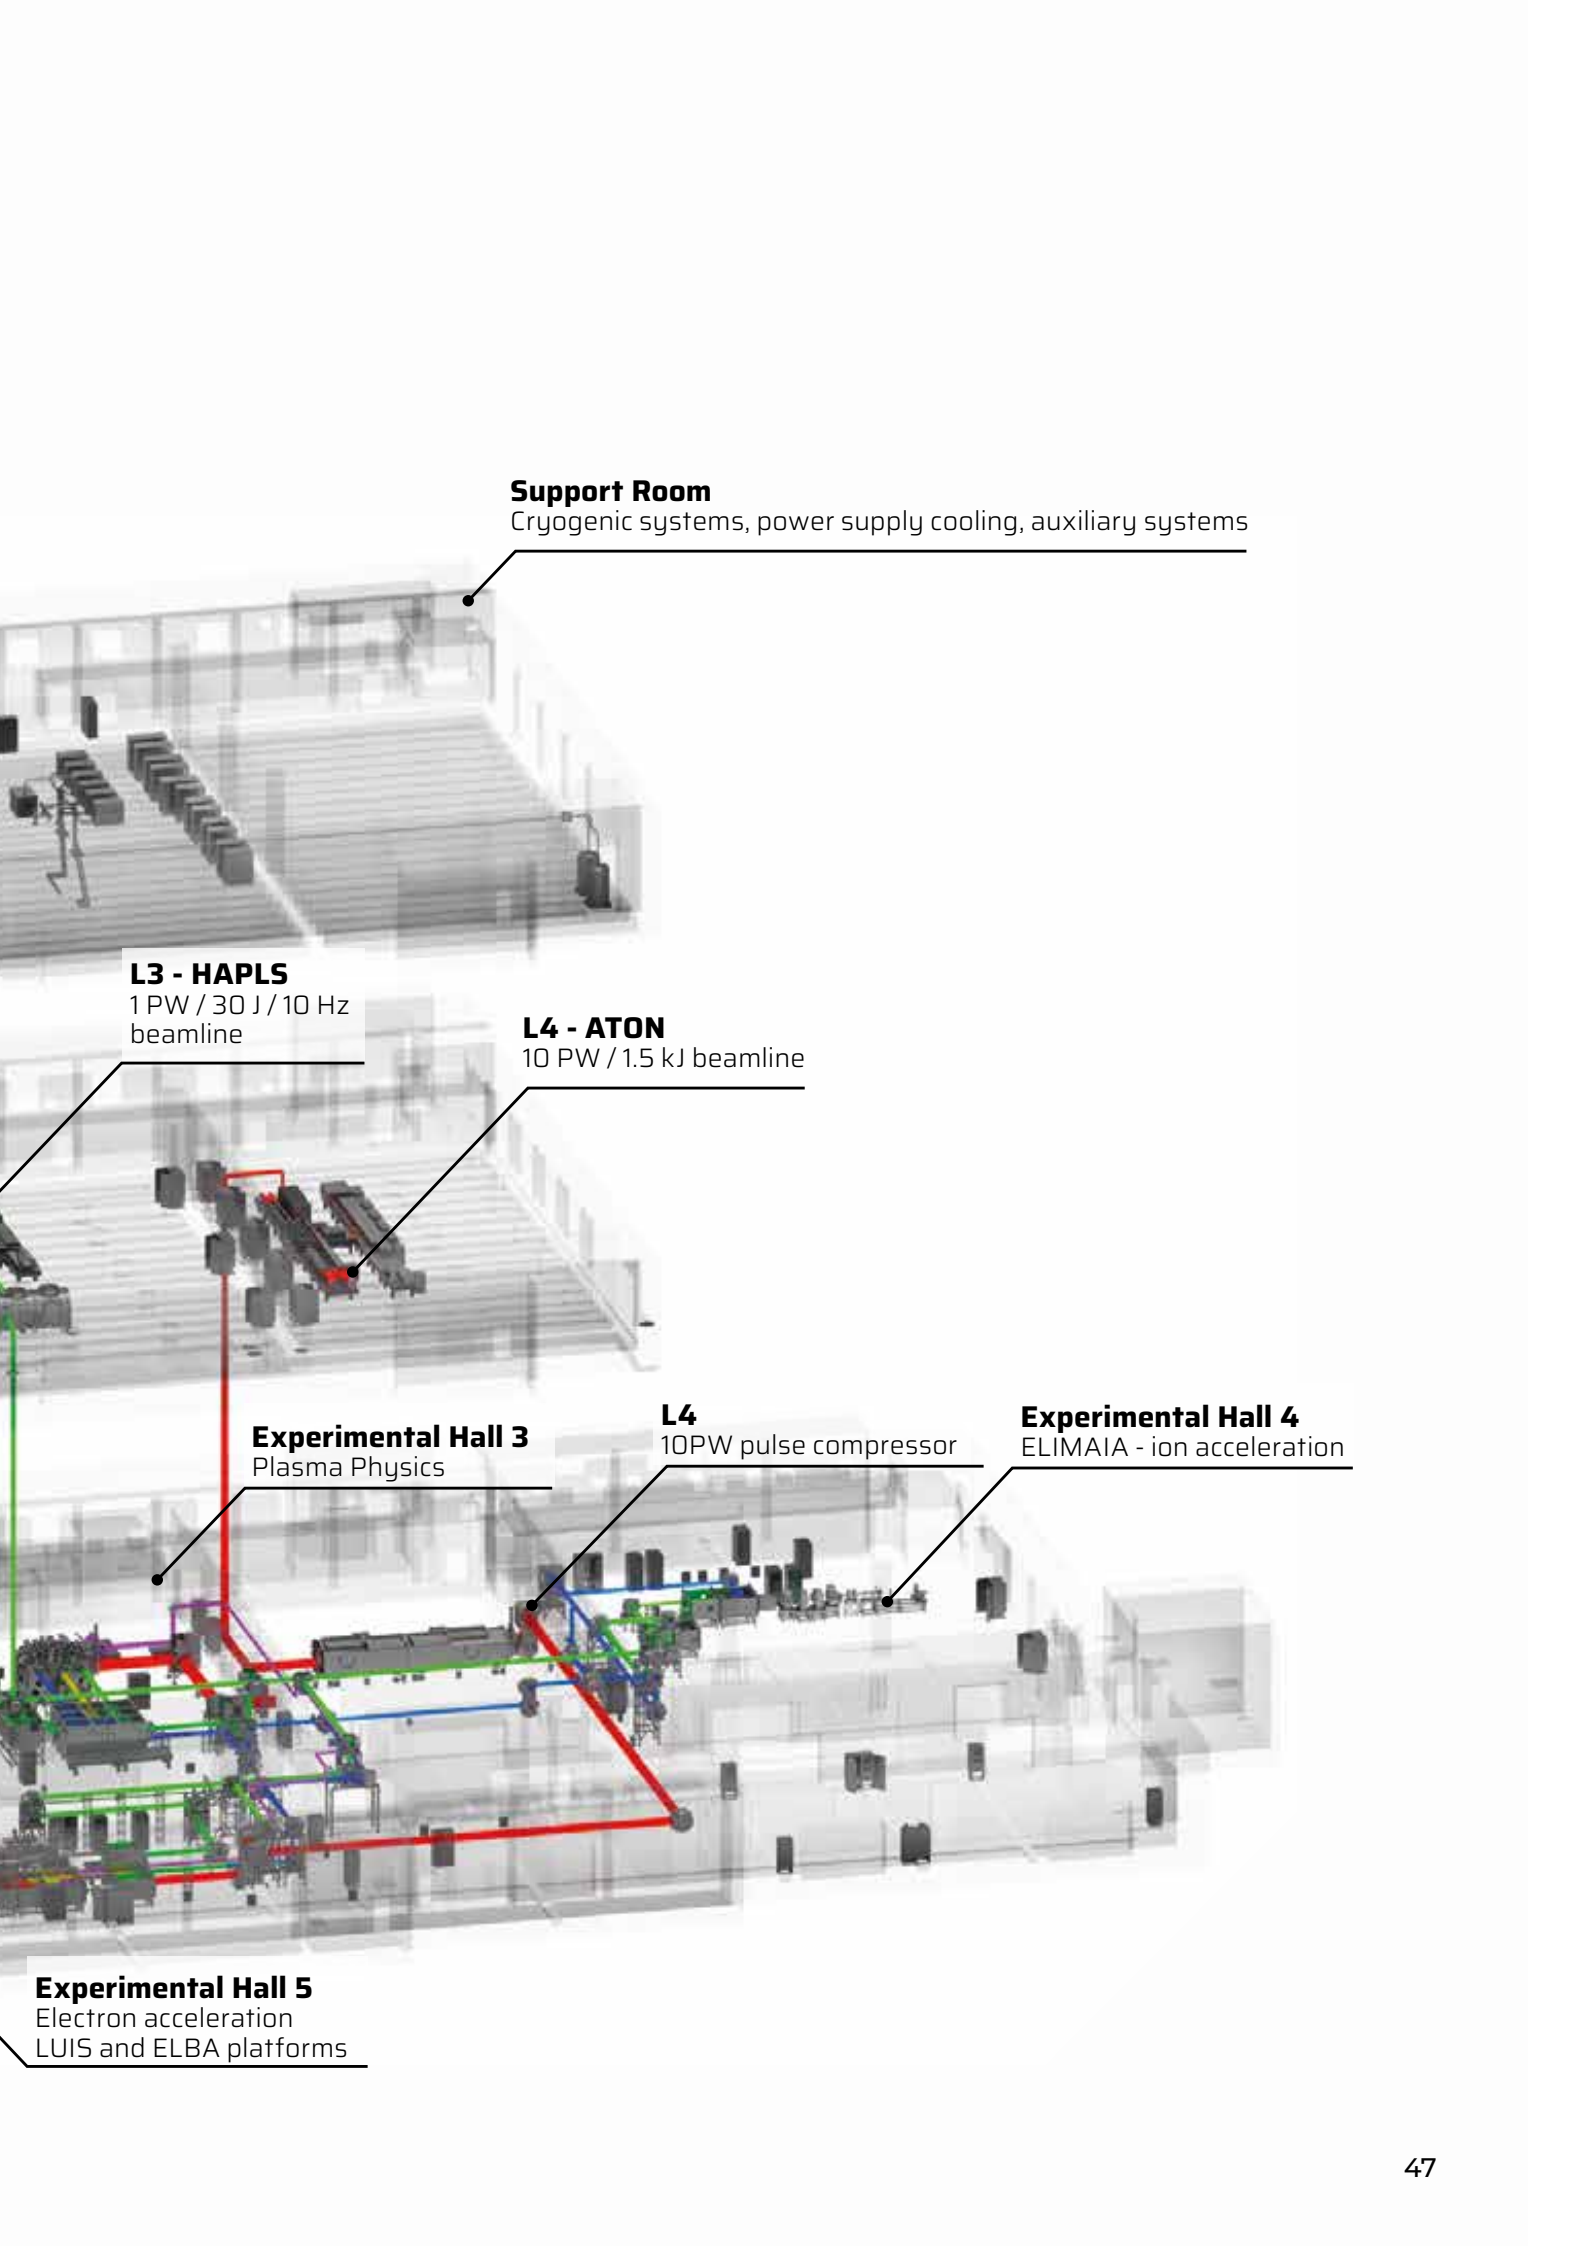 Support Room
Cryogenic systems, power supply cooling, auxiliary systems
L3 - HAPLS
1 PW / 30 J / 10 Hz
beamline
L4 - ATON
10 PW / 1.5 kJ beamline
Experimental Hall 3
Plasma Physics
L4
10PW pulse compressor
Experimental Hall 4
ELIMAIA - ion acceleration
Experimental Hall 5
Electron acceleration
LUIS and ELBA platforms
47